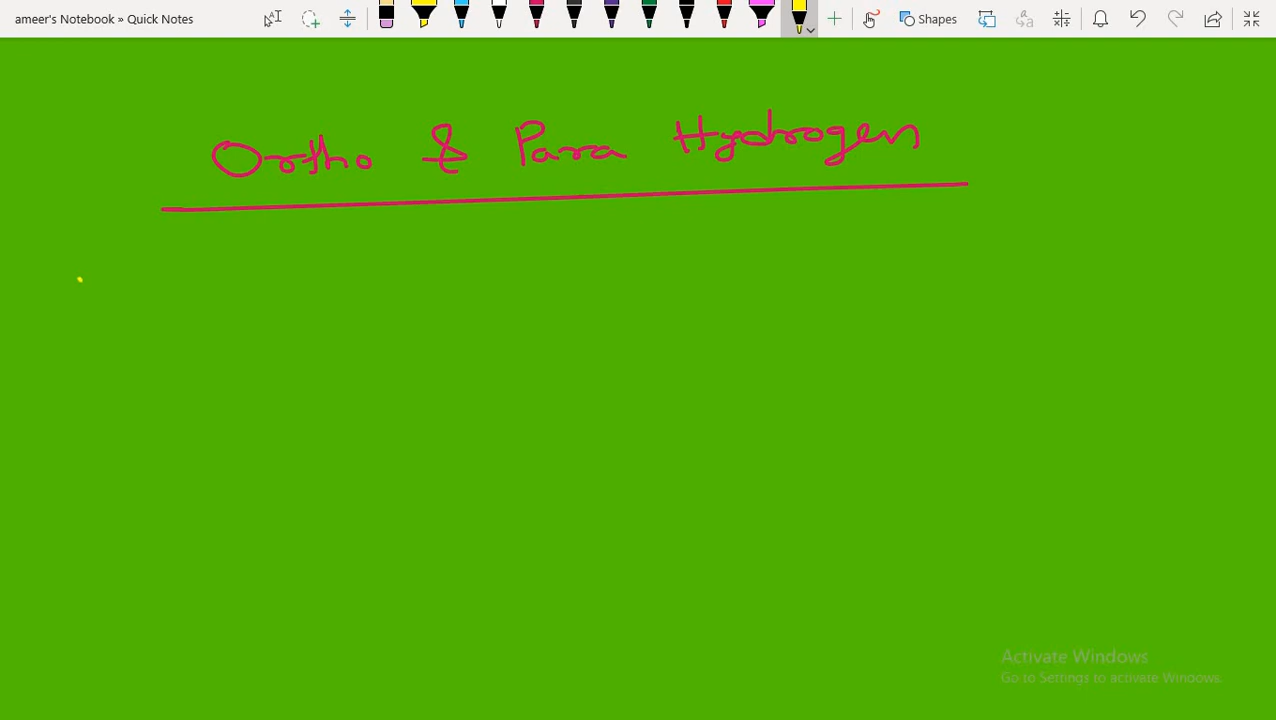 ameer's Notebook » Quick Notes
Shapes
Ortho & Para Hydrogen
Activate Windows
Go to Settings to activate Windows.